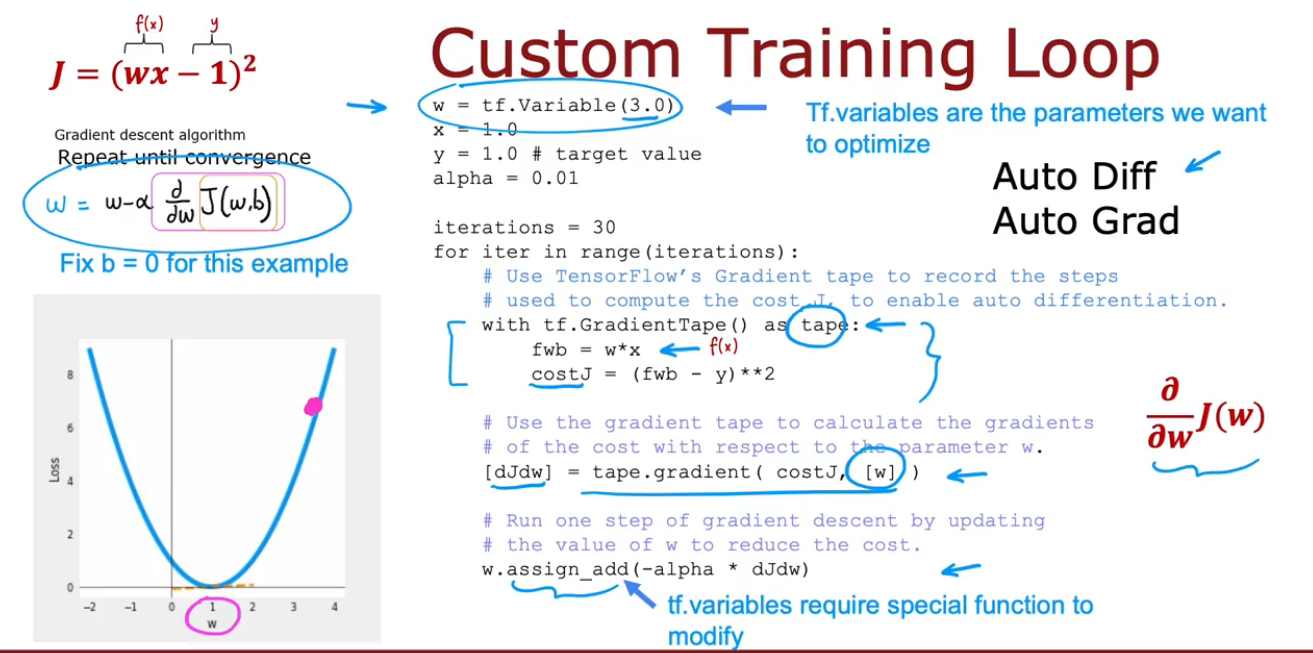 f(x) y
J = (wx − 1)²
Gradient descent algorithm
Repeat until convergence
w = w-α d/dw J(w,b)
Fix b = 0 for this example
8
6
4
2
0
Loss
-2 -1 0 1 2 3 4
w
Custom Training Loop
w = tf.Variable(3.0)
x = 1.0
y = 1.0 # target value
alpha = 0.01
Tf.variables are the parameters we want
to optimize
Auto Diff
Auto Grad
iterations = 30
for iter in range(iterations):
# Use TensorFlow's Gradient tape to record the steps
# used to compute the cost J, to enable auto differentiation.
with tf.GradientTape() as tape:
fwb = w*x f(x)
costJ = (fwb - y)**2
# Use the gradient tape to calculate the gradients
# of the cost with respect to the parameter w.
[dJdw] = tape.gradient( costJ, [w] )
∂/∂w J(w)
# Run one step of gradient descent by updating
# the value of w to reduce the cost.
w.assign_add(-alpha * dJdw)
tf.variables require special function to
modify